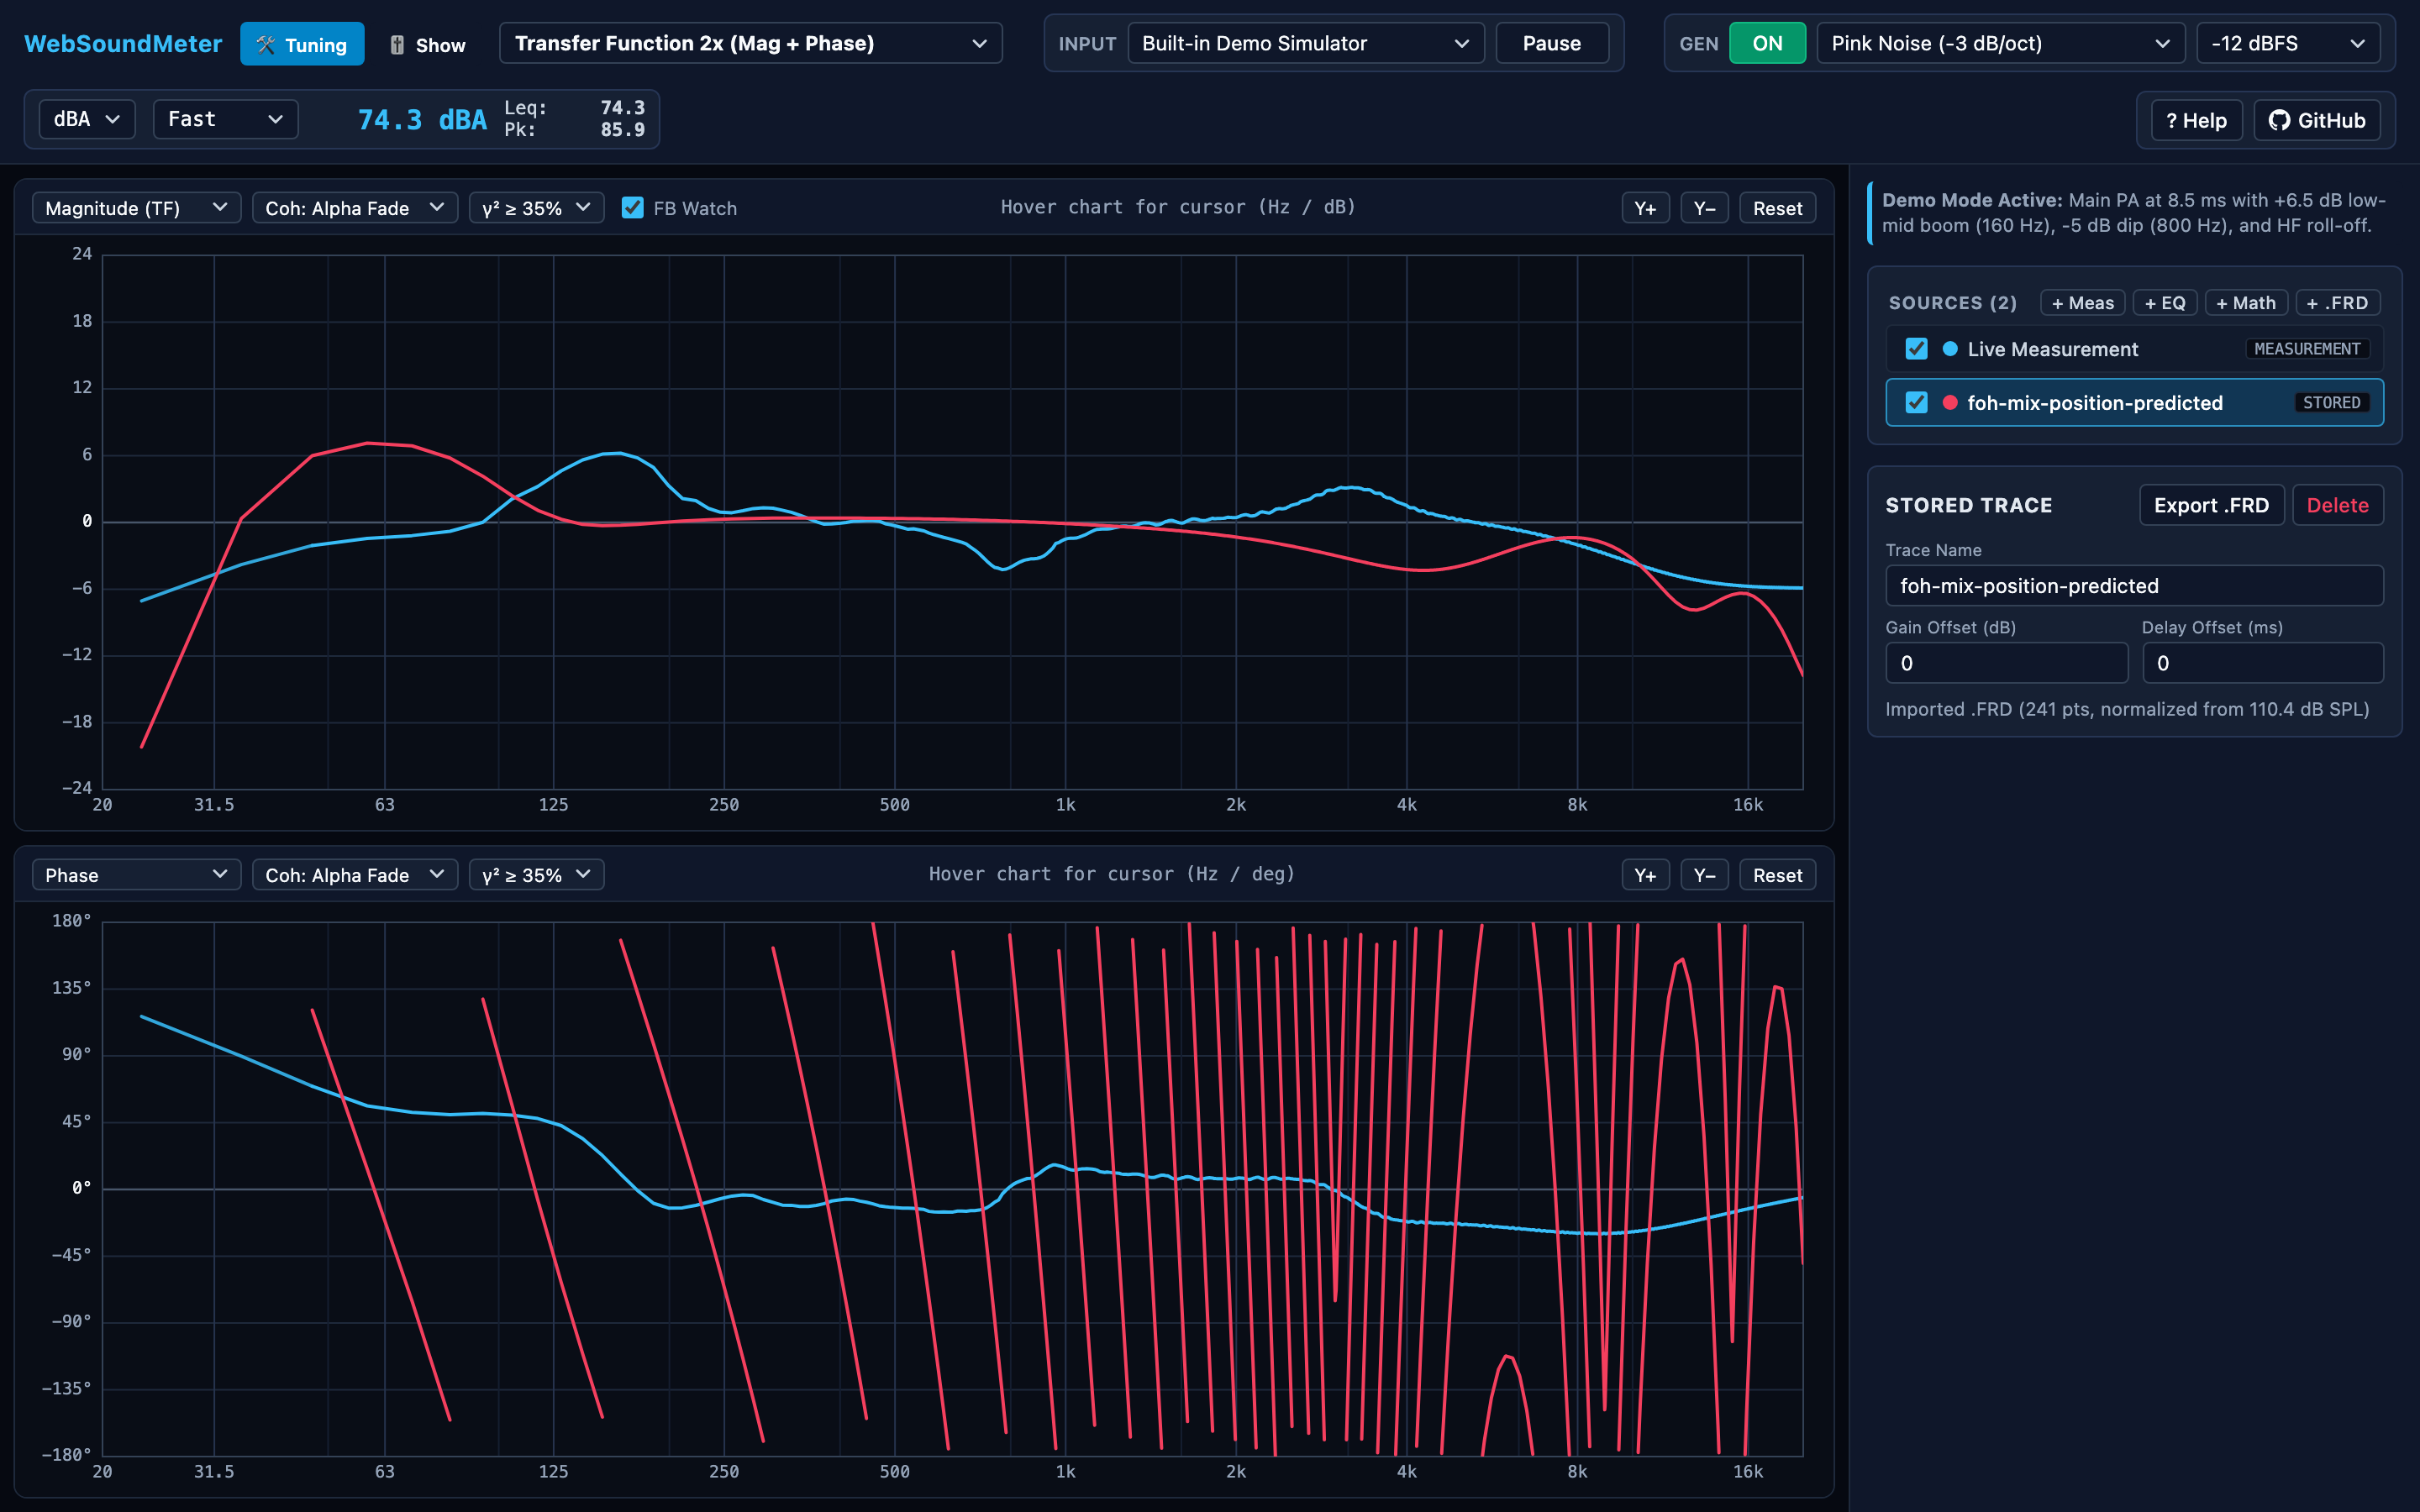 WebSoundMeter 🛠️ Tuning 🎚️ Show Transfer Function 2x (Mag + Phase) INPUT Built-in Demo Simulator Pause GEN ON Pink Noise (-3 dB/oct) -12 dBFS
dBA Fast 74.3 dBA Leq: 74.3
Pk: 85.9
? Help GitHub
Magnitude (TF) Coh: Alpha Fade γ² ≥ 35% FB Watch Hover chart for cursor (Hz / dB) Y+ Y− Reset
24
18
12
6
0
−6
−12
−18
−24
20 31.5 63 125 250 500 1k 2k 4k 8k 16k
Phase Coh: Alpha Fade γ² ≥ 35% Hover chart for cursor (Hz / deg) Y+ Y− Reset
180°
135°
90°
45°
0°
−45°
−90°
−135°
−180°
20 31.5 63 125 250 500 1k 2k 4k 8k 16k
Demo Mode Active: Main PA at 8.5 ms with +6.5 dB low-
mid boom (160 Hz), -5 dB dip (800 Hz), and HF roll-off.
SOURCES (2) + Meas + EQ + Math + .FRD
Live Measurement MEASUREMENT
foh-mix-position-predicted STORED
STORED TRACE Export .FRD Delete
Trace Name
foh-mix-position-predicted
Gain Offset (dB) Delay Offset (ms)
0 0
Imported .FRD (241 pts, normalized from 110.4 dB SPL)